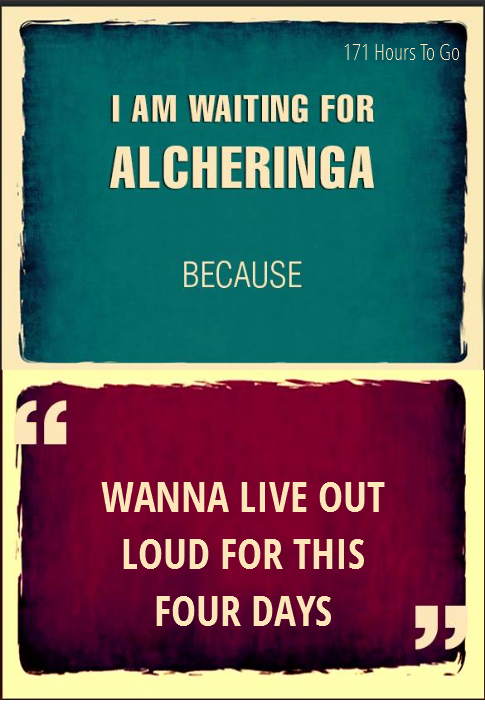 171 Hours To Go
I AM WAITING FOR
ALCHERINGA
BECAUSE
“
WANNA LIVE OUT
LOUD FOR THIS
FOUR DAYS
”